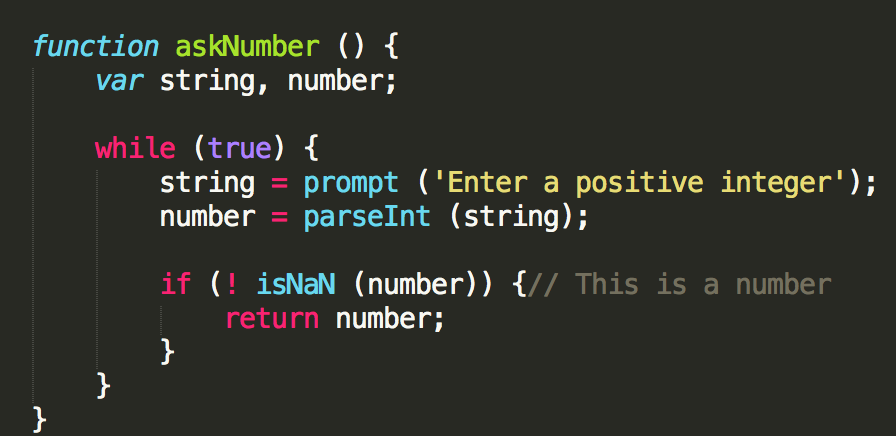 function askNumber () {
    var string, number;

    while (true) {
        string = prompt ('Enter a positive integer');
        number = parseInt (string);

        if (! isNaN (number)) {// This is a number
            return number;
        }
    }
}